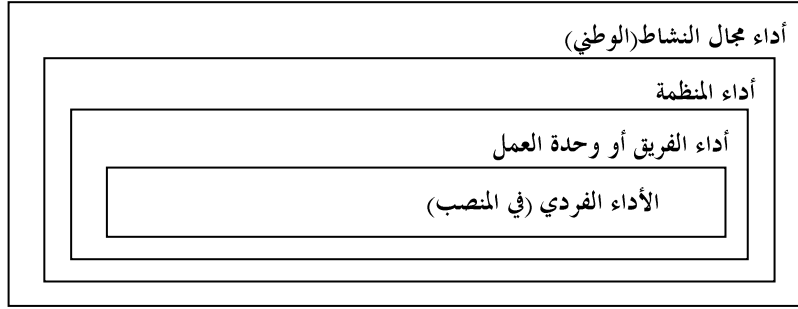 أداء مجال النشاط(الوطني)
أداء المنظمة
أداء الفريق أو وحدة العمل
الأداء الفردي (في المنصب)